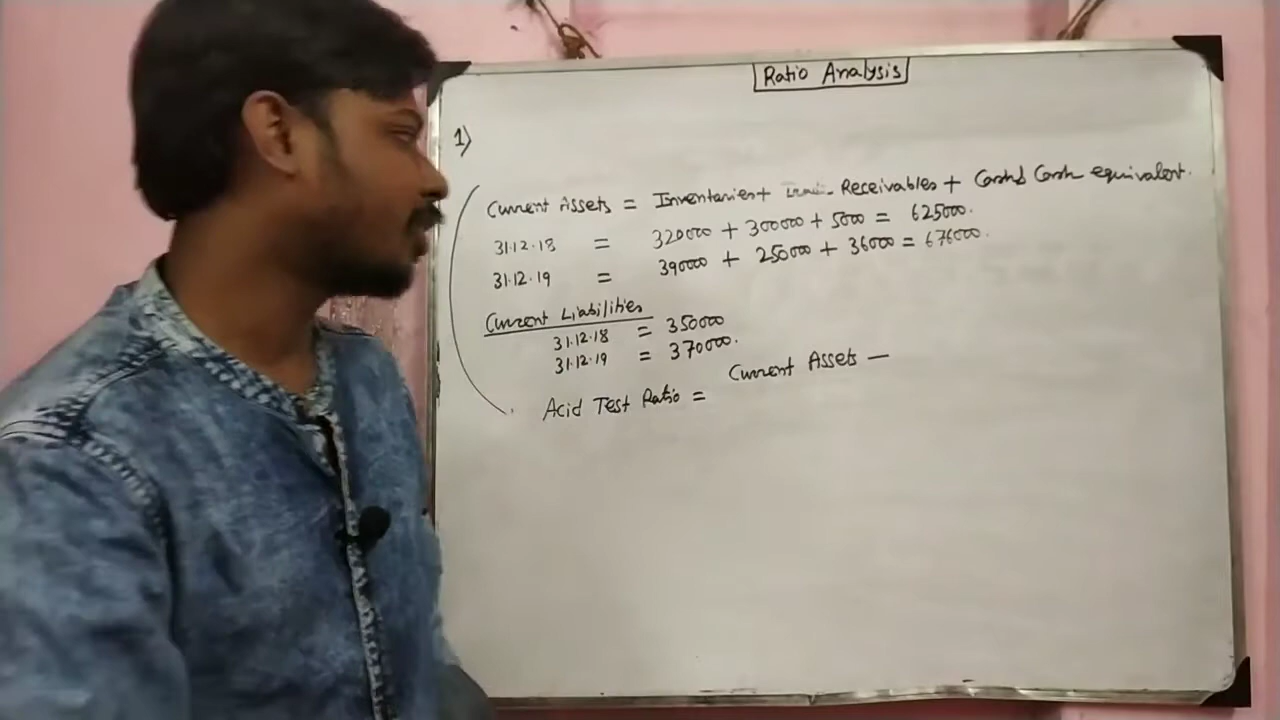 Ratio Analysis
1)
Current Assets = Inventories + Receivables + Cash & Cash equivalent.
31.12.18 = 320000 + 300000 + 5000 = 625000.
31.12.19 = 390000 + 250000 + 36000 = 676000.
Current Liabilities
31.12.18 = 350000
31.12.19 = 370000.
Current Assets —
Acid Test Ratio =